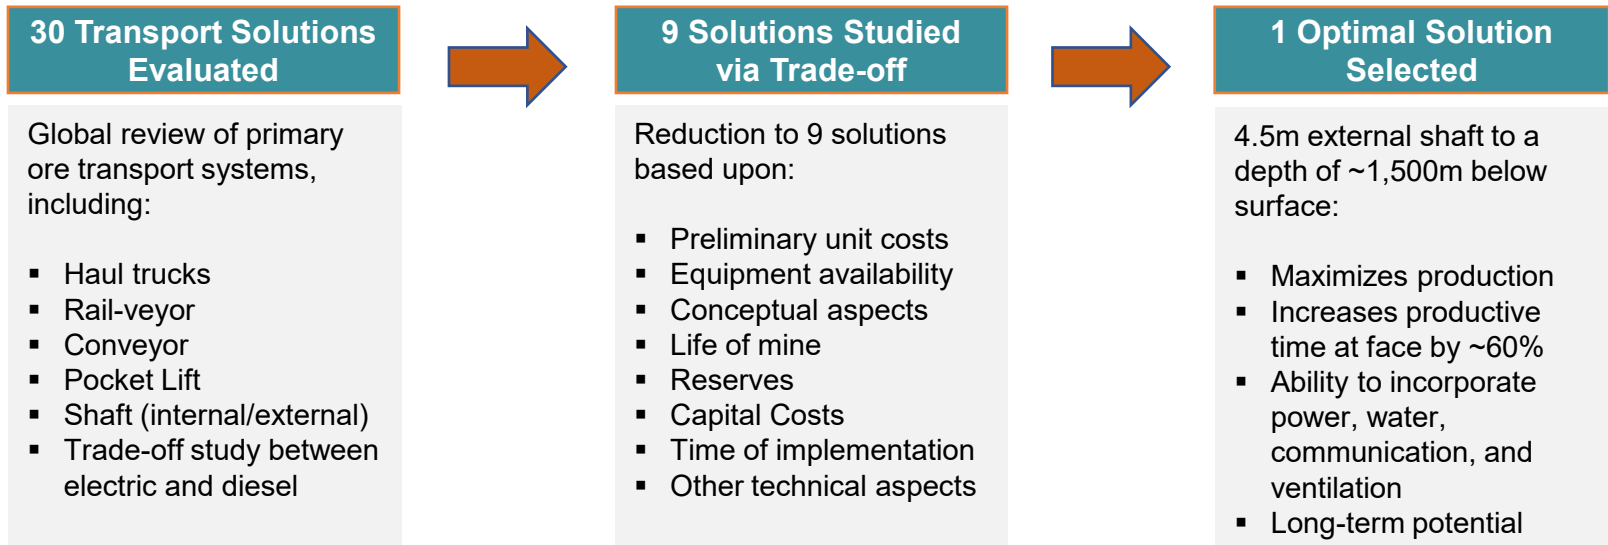 30 Transport Solutions
Evaluated
Global review of primary
ore transport systems,
including:
▪ Haul trucks
▪ Rail-veyor
▪ Conveyor
▪ Pocket Lift
▪ Shaft (internal/external)
▪ Trade-off study between
electric and diesel
9 Solutions Studied
via Trade-off
Reduction to 9 solutions
based upon:
▪ Preliminary unit costs
▪ Equipment availability
▪ Conceptual aspects
▪ Life of mine
▪ Reserves
▪ Capital Costs
▪ Time of implementation
▪ Other technical aspects
1 Optimal Solution
Selected
4.5m external shaft to a
depth of ~1,500m below
surface:
▪ Maximizes production
▪ Increases productive
time at face by ~60%
▪ Ability to incorporate
power, water,
communication, and
ventilation
▪ Long-term potential